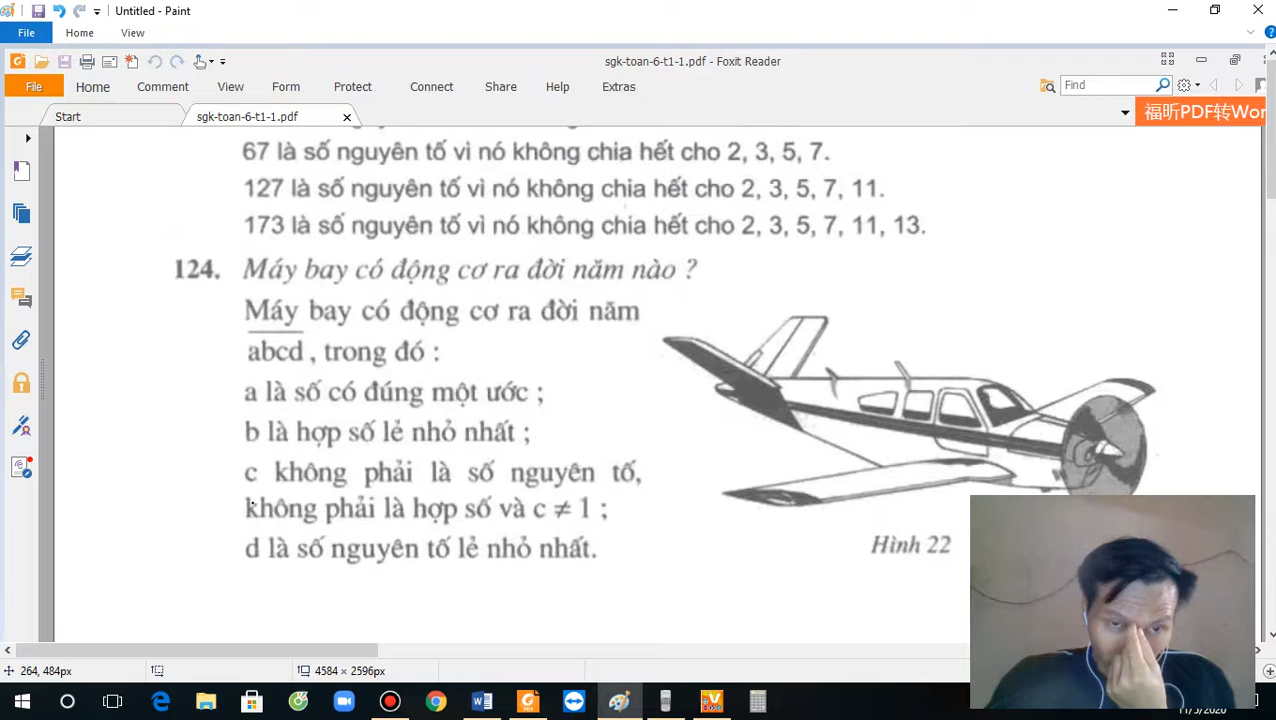 Untitled - Paint
File Home View
sgk-toan-6-t1-1.pdf - Foxit Reader
File Home Comment View Form Protect Connect Share Help Extras Find
Start sgk-toan-6-t1-1.pdf 福昕PDF转Wor
67 là số nguyên tố vì nó không chia hết cho 2, 3, 5, 7.
127 là số nguyên tố vì nó không chia hết cho 2, 3, 5, 7, 11.
173 là số nguyên tố vì nó không chia hết cho 2, 3, 5, 7, 11, 13.
124. Máy bay có động cơ ra đời năm nào ?
Máy bay có động cơ ra đời năm
abcd , trong đó :
a là số có đúng một ước ;
b là hợp số lẻ nhỏ nhất ;
c không phải là số nguyên tố,
không phải là hợp số và c ≠ 1 ;
d là số nguyên tố lẻ nhỏ nhất.
Hình 22
264, 484px 4584 × 2596px